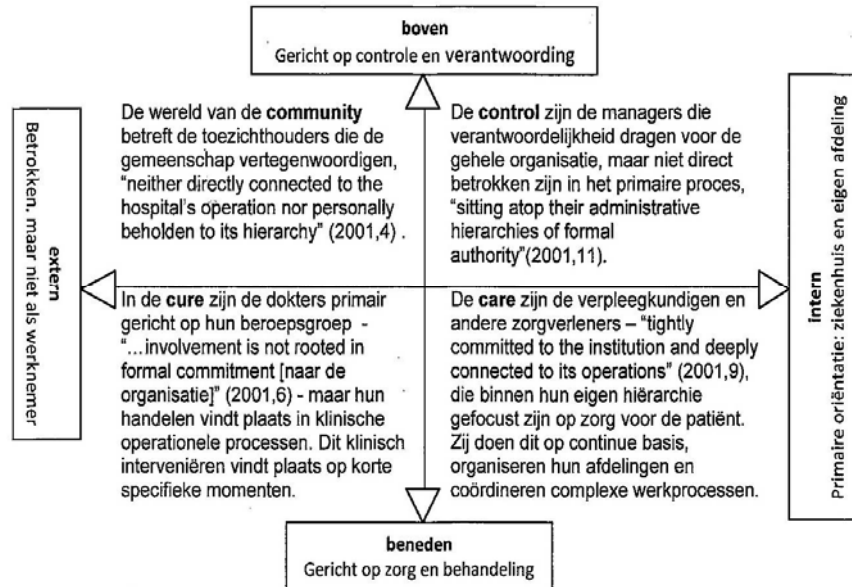 boven
Gericht op controle en verantwoording
De wereld van de community
betreft de toezichthouders die de
gemeenschap vertegenwoordigen,
“neither directly connected to the
hospital’s operation nor personally
beholden to its hierarchy” (2001,4) .
De control zijn de managers die
verantwoordelijkheid dragen voor de
gehele organisatie, maar niet direct
betrokken zijn in het primaire proces,
“sitting atop their administrative
hierarchies of formal
authority”(2001,11).
extern
Betrokken, maar niet als werknemer
intern
Primaire oriëntatie: ziekenhuis en eigen afdeling
In de cure zijn de dokters primair
gericht op hun beroepsgroep -
“...involvement is not rooted in
formal commitment [naar de
organisatie]” (2001,6) - maar hun
handelen vindt plaats in klinische
operationele processen. Dit klinisch
interveniëren vindt plaats op korte
specifieke momenten.
De care zijn de verpleegkundigen en
andere zorgverleners – “tightly
committed to the institution and deeply
connected to its operations” (2001,9),
die binnen hun eigen hiërarchie
gefocust zijn op zorg voor de patiënt.
Zij doen dit op continue basis,
organiseren hun afdelingen en
coördineren complexe werkprocessen.
beneden
Gericht op zorg en behandeling